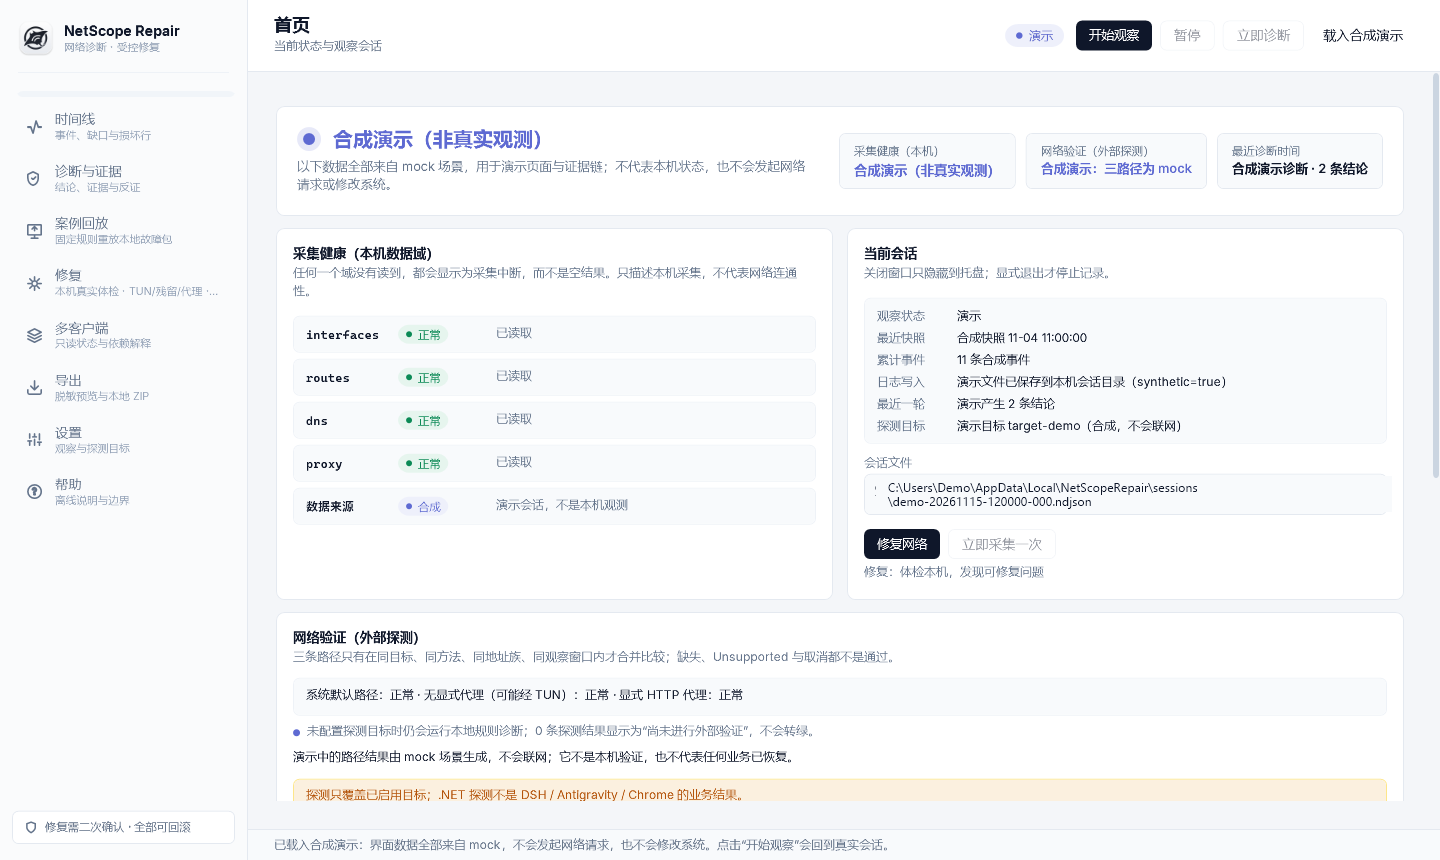 NetScope Repair
网络诊断 · 受控修复
时间线
事件、缺口与损坏行
诊断与证据
结论、证据与反证
案例回放
固定规则重放本地故障包
修复
本机真实体检 · TUN/残留/代理 ·...
多客户端
只读状态与依赖解释
导出
脱敏预览与本地 ZIP
设置
观察与探测目标
帮助
离线说明与边界
修复需二次确认 · 全部可回滚
首页
当前状态与观察会话
演示
开始观察
暂停
立即诊断
载入合成演示
合成演示（非真实观测）
以下数据全部来自 mock 场景，用于演示页面与证据链；不代表本机状态，也不会发起网络
请求或修改系统。
采集健康（本机）
合成演示（非真实观测）
网络验证（外部探测）
合成演示：三路径为 mock
最近诊断时间
合成演示诊断 · 2 条结论
采集健康（本机数据域）
任何一个域没有读到，都会显示为采集中断，而不是空结果。只描述本机采集，不代表网络连通
性。
interfaces 正常 已读取
routes 正常 已读取
dns 正常 已读取
proxy 正常 已读取
数据来源 合成 演示会话，不是本机观测
当前会话
关闭窗口只隐藏到托盘；显式退出才停止记录。
观察状态 演示
最近快照 合成快照 11-04 11:00:00
累计事件 11 条合成事件
日志写入 演示文件已保存到本机会话目录（synthetic=true）
最近一轮 演示产生 2 条结论
探测目标 演示目标 target-demo（合成，不会联网）
会话文件
C:\Users\Demo\AppData\Local\NetScopeRepair\sessions
\demo-20261115-120000-000.ndjson
修复网络
立即采集一次
修复：体检本机，发现可修复问题
网络验证（外部探测）
三条路径只有在同目标、同方法、同地址族、同观察窗口内才合并比较；缺失、Unsupported 与取消都不是通过。
系统默认路径：正常 · 无显式代理（可能经 TUN）：正常 · 显式 HTTP 代理：正常
未配置探测目标时仍会运行本地规则诊断；0 条探测结果显示为“尚未进行外部验证”，不会转绿。
演示中的路径结果由 mock 场景生成，不会联网；它不是本机验证，也不代表任何业务已恢复。
探测只覆盖已启用目标；.NET 探测不是 DSH / Antigravity / Chrome 的业务结果。
已载入合成演示：界面数据全部来自 mock，不会发起网络请求，也不会修改系统。点击“开始观察”会回到真实会话。